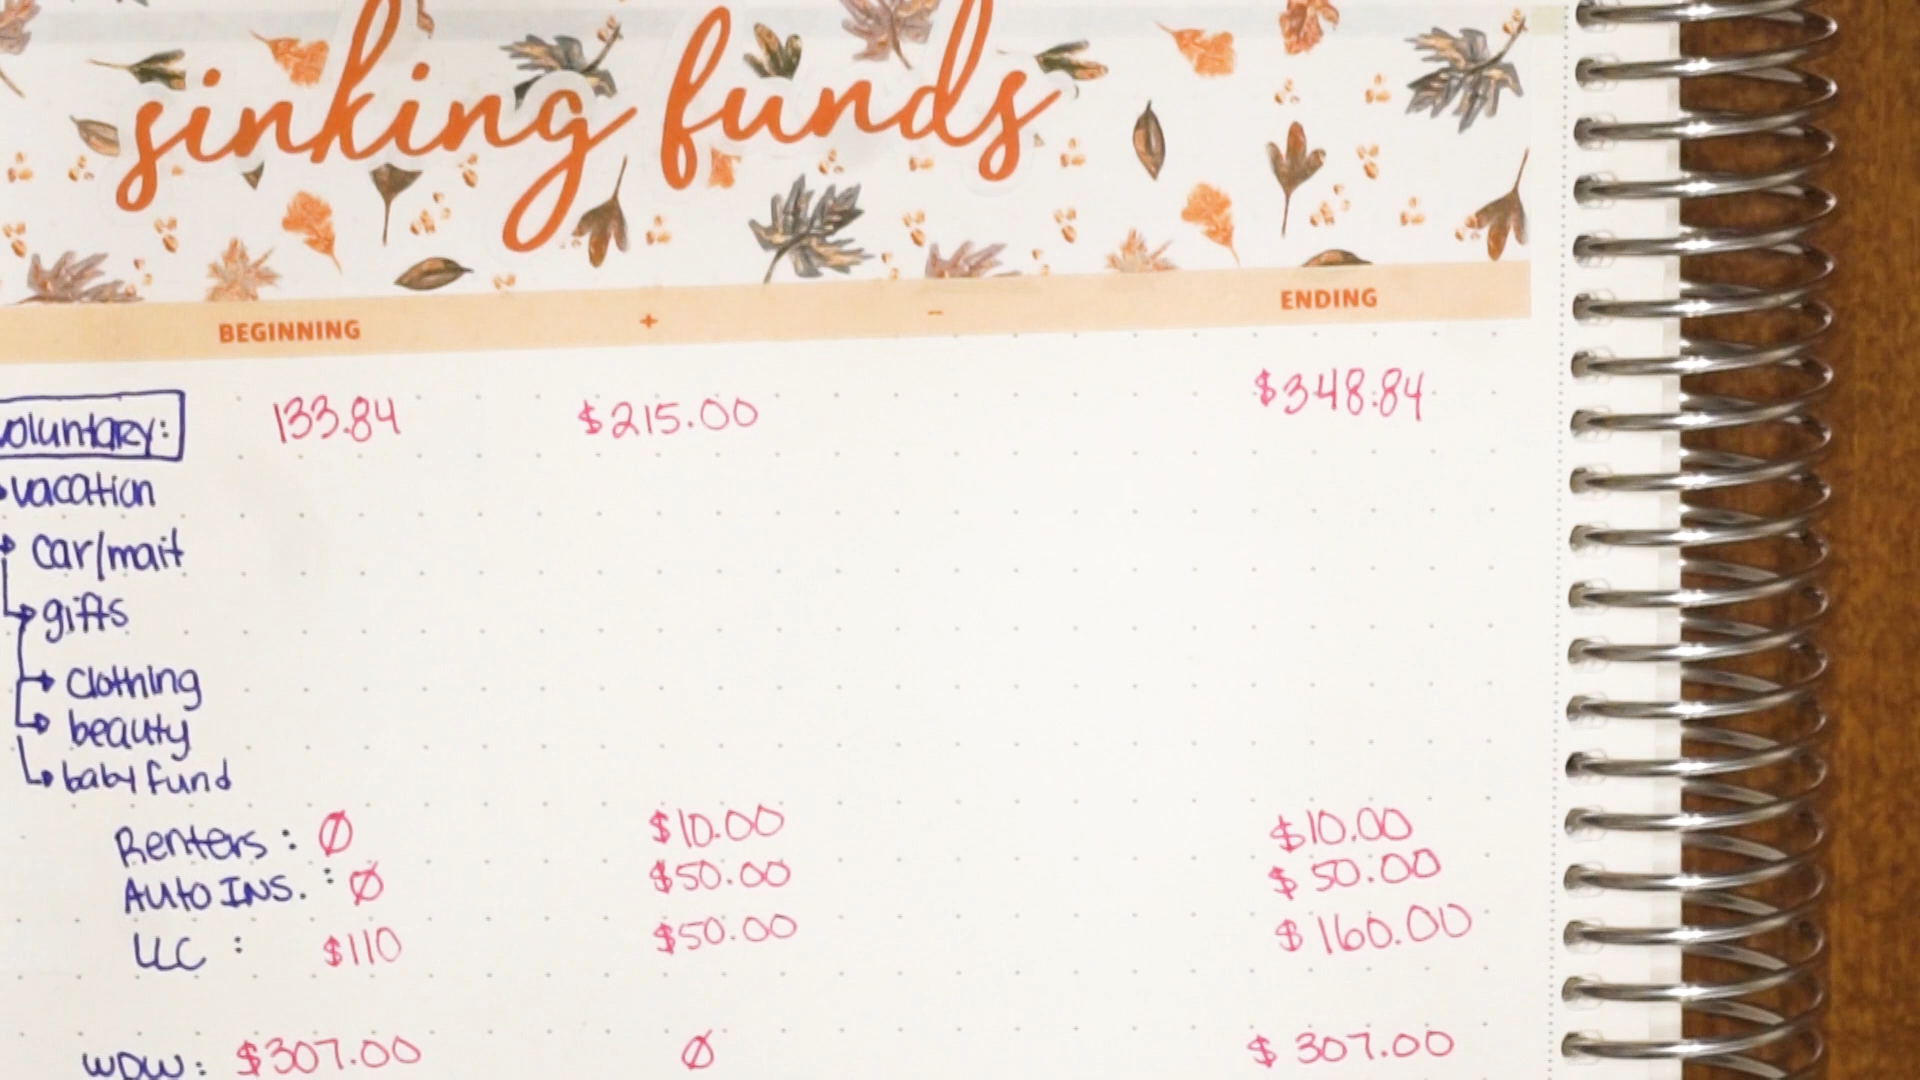 sinking funds
BEGINNING + - ENDING
voluntary: 133.84 $215.00 $348.84
vacation
car/mait
gifts
clothing
beauty
baby fund
Renters : Ø $10.00 $10.00
Auto INS. : Ø $50.00 $50.00
LLC : $110 $50.00 $160.00
WDW: $307.00 Ø $307.00